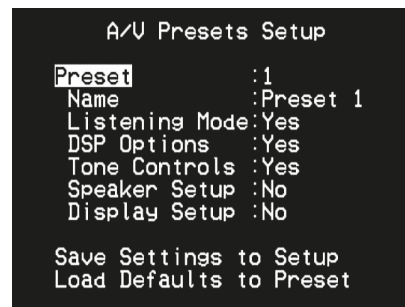 A/V Presets Setup
Preset :1
Name :Preset 1
Listening Mode:Yes
DSP Options :Yes
Tone Controls :Yes
Speaker Setup :No
Display Setup :No
Save Settings to Setup
Load Defaults to Preset